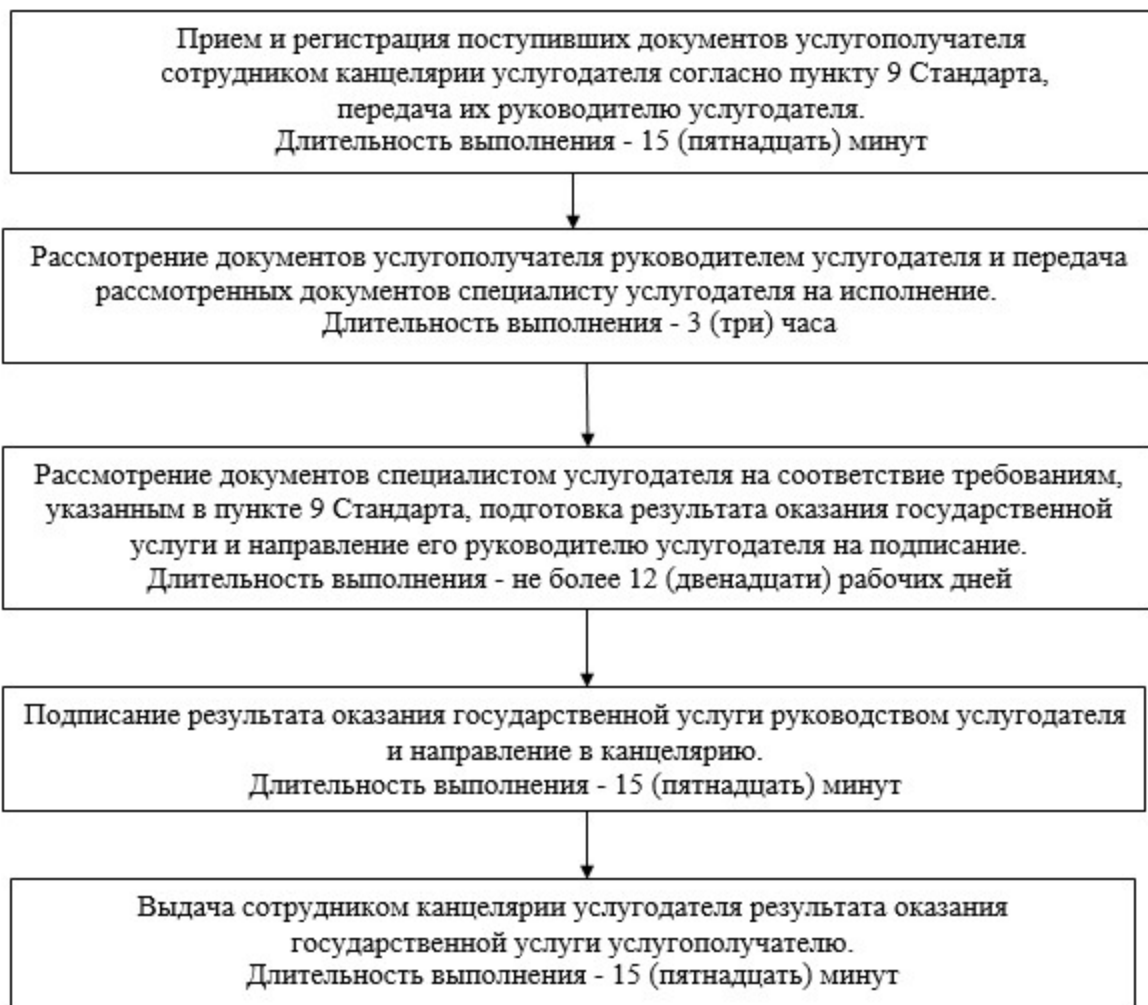 Прием и регистрация поступивших документов услугополучателя
сотрудником канцелярии услугодателя согласно пункту 9 Стандарта,
передача их руководителю услугодателя.
Длительность выполнения - 15 (пятнадцать) минут
Рассмотрение документов услугополучателя руководителем услугодателя и передача
рассмотренных документов специалисту услугодателя на исполнение.
Длительность выполнения - 3 (три) часа
Рассмотрение документов специалистом услугодателя на соответствие требованиям,
указанным в пункте 9 Стандарта, подготовка результата оказания государственной
услуги и направление его руководителю услугодателя на подписание.
Длительность выполнения - не более 12 (двенадцати) рабочих дней
Подписание результата оказания государственной услуги руководством услугодателя
и направление в канцелярию.
Длительность выполнения - 15 (пятнадцать) минут
Выдача сотрудником канцелярии услугодателя результата оказания
государственной услуги услугополучателю.
Длительность выполнения - 15 (пятнадцать) минут